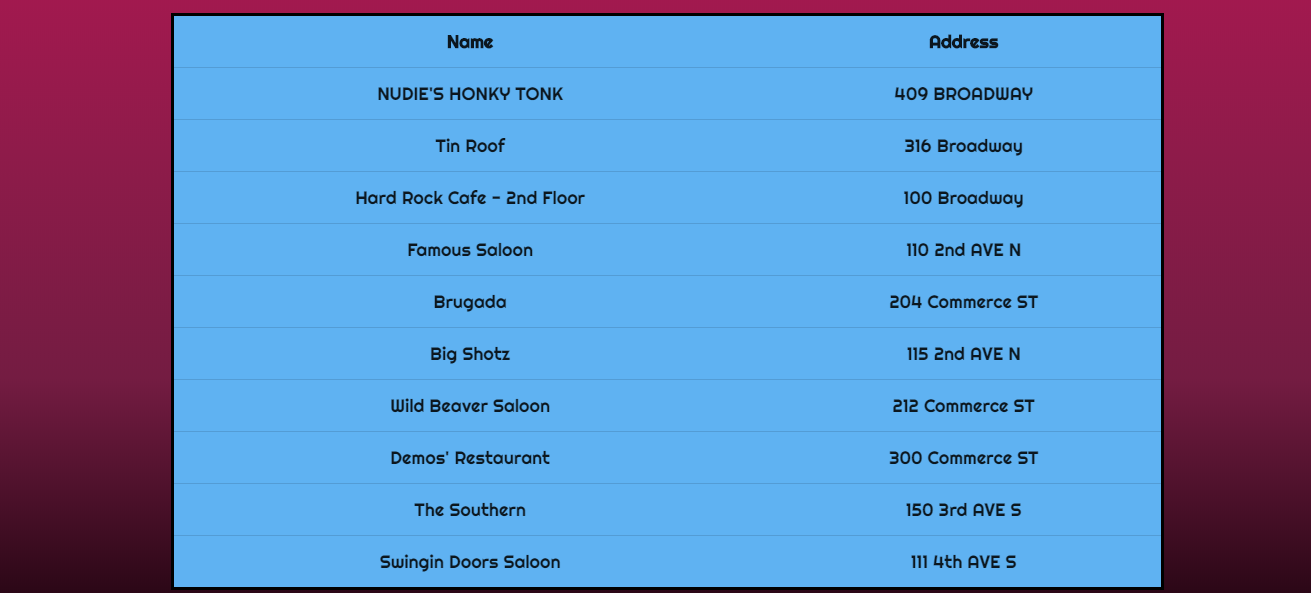 Name Address
NUDIE'S HONKY TONK 409 BROADWAY
Tin Roof 316 Broadway
Hard Rock Cafe - 2nd Floor 100 Broadway
Famous Saloon 110 2nd AVE N
Brugada 204 Commerce ST
Big Shotz 115 2nd AVE N
Wild Beaver Saloon 212 Commerce ST
Demos' Restaurant 300 Commerce ST
The Southern 150 3rd AVE S
Swingin Doors Saloon 111 4th AVE S